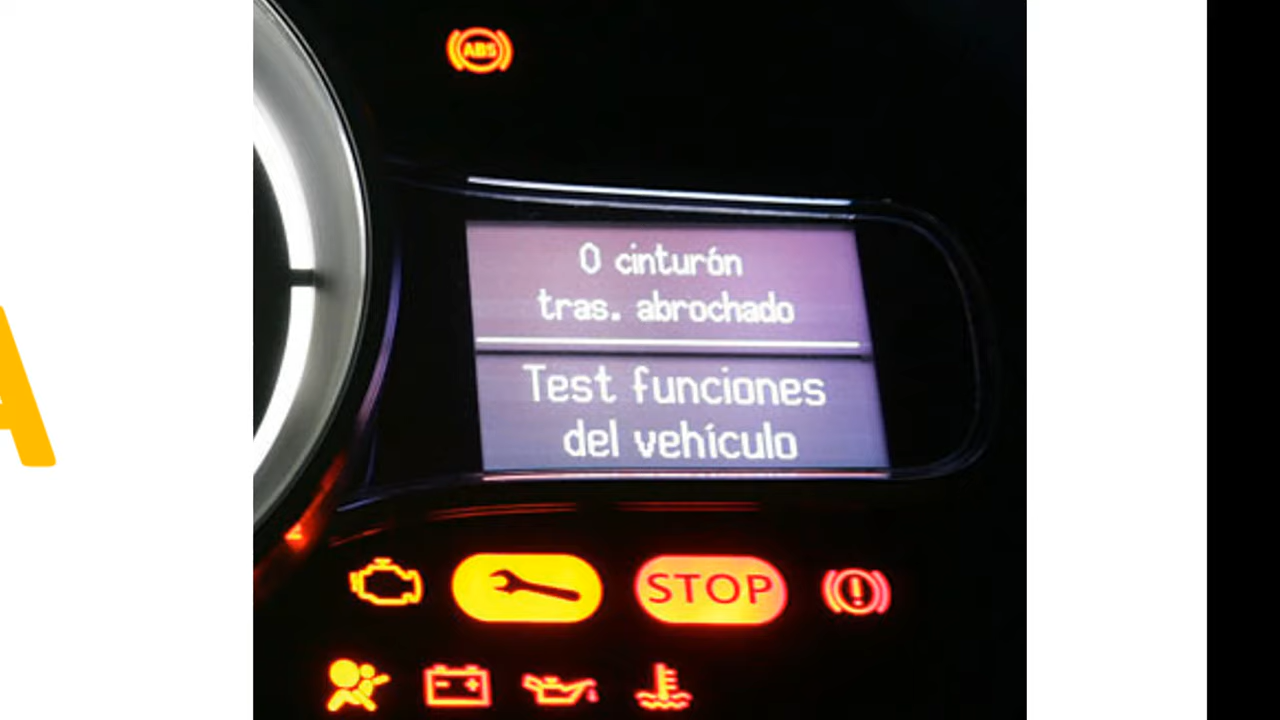 A
ABS
0 cinturón
tras. abrochado
Test funciones
del vehículo
STOP